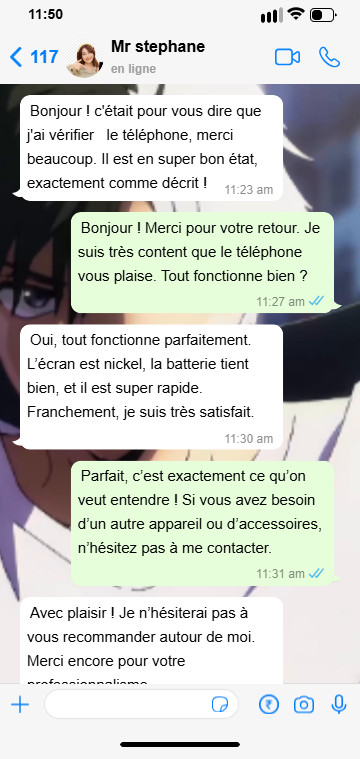 11:50
117
Mr stephane
en ligne
Bonjour ! c'était pour vous dire que
j'ai vérifier le téléphone, merci
beaucoup. Il est en super bon état,
exactement comme décrit !
11:23 am
Bonjour ! Merci pour votre retour. Je
suis très content que le téléphone
vous plaise. Tout fonctionne bien ?
11:27 am
Oui, tout fonctionne parfaitement.
L’écran est nickel, la batterie tient
bien, et il est super rapide.
Franchement, je suis très satisfait.
11:30 am
Parfait, c’est exactement ce qu’on
veut entendre ! Si vous avez besoin
d’un autre appareil ou d’accessoires,
n’hésitez pas à me contacter.
11:31 am
Avec plaisir ! Je n’hésiterai pas à
vous recommander autour de moi.
Merci encore pour votre
professionnalisme